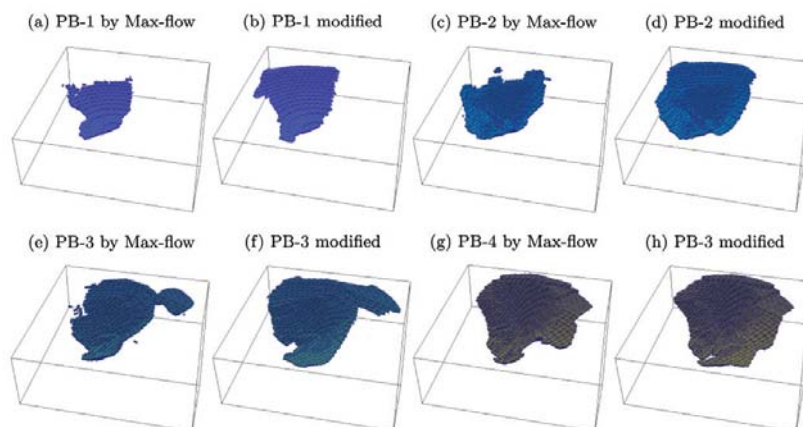 (a) PB-1 by Max-flow
(b) PB-1 modified
(c) PB-2 by Max-flow
(d) PB-2 modified
(e) PB-3 by Max-flow
(f) PB-3 modified
(g) PB-4 by Max-flow
(h) PB-3 modified